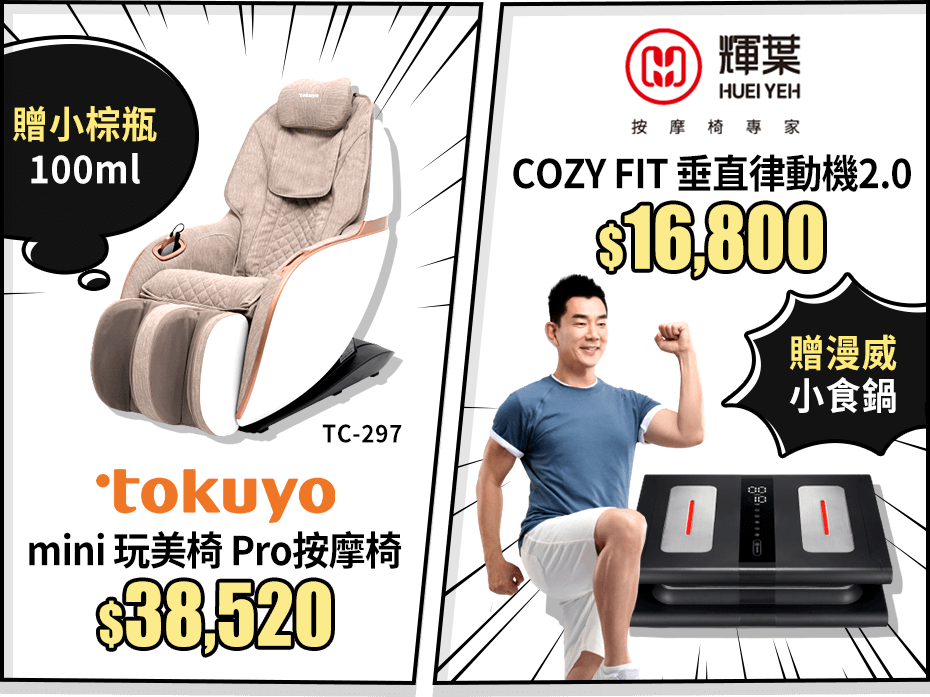 贈小棕瓶
100ml
tokuyo
TC-297
tokuyo
mini 玩美椅 Pro按摩椅
$38,520
輝葉
HUEI YEH
按摩椅專家
COZY FIT 垂直律動機2.0
$16,800
贈漫威
小食鍋